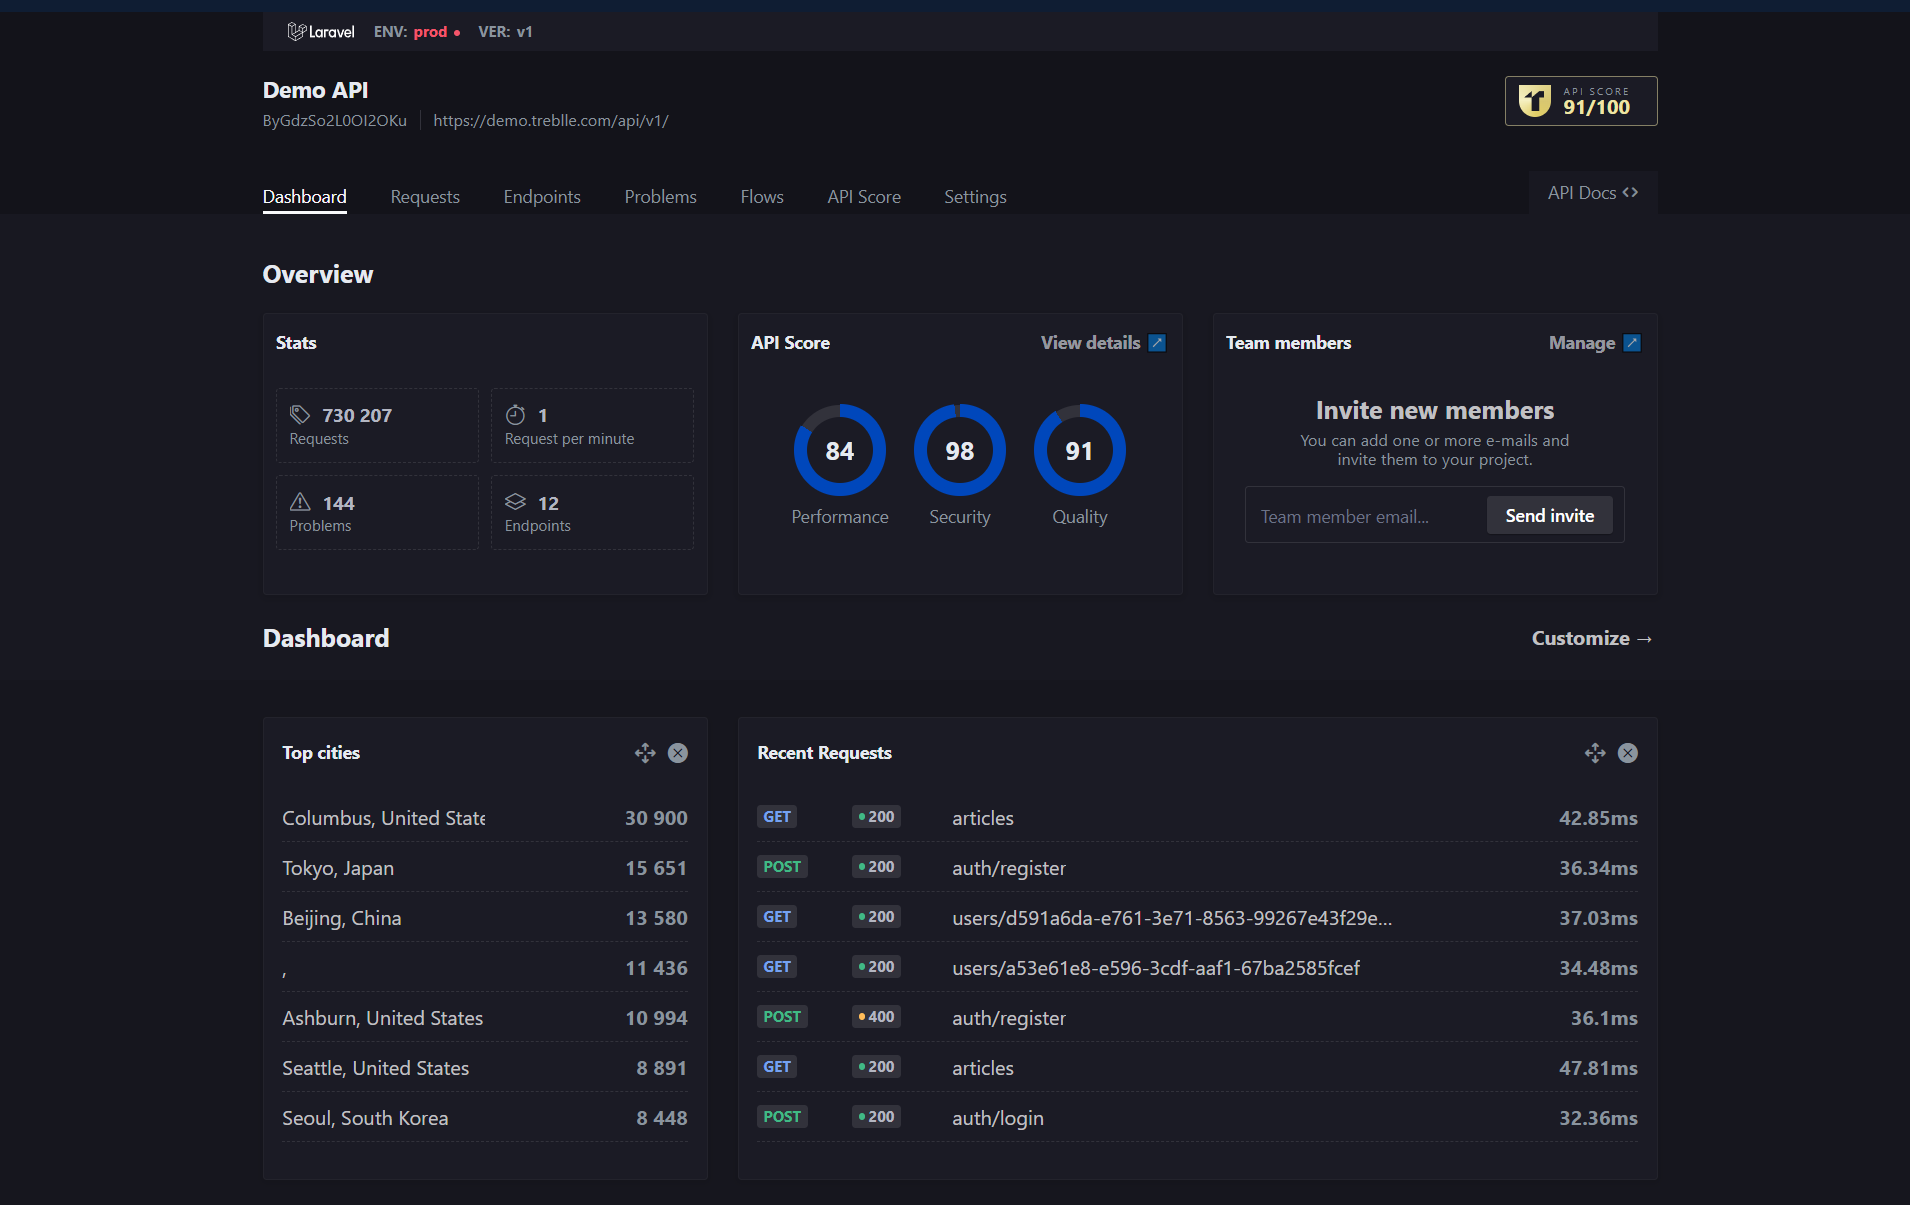 Laravel ENV: prod VER: v1
Demo API
ByGdzSo2L0OI2OKu https://demo.treblle.com/api/v1/
API SCORE
91/100
Dashboard Requests Endpoints Problems Flows API Score Settings API Docs <>
Overview
Stats
730 207
Requests
1
Request per minute
144
Problems
12
Endpoints
API Score View details
84
Performance
98
Security
91
Quality
Team members Manage
Invite new members
You can add one or more e-mails and
invite them to your project.
Team member email... Send invite
Dashboard Customize →
Top cities
Columbus, United State 30 900
Tokyo, Japan 15 651
Beijing, China 13 580
, 11 436
Ashburn, United States 10 994
Seattle, United States 8 891
Seoul, South Korea 8 448
Recent Requests
GET 200 articles 42.85ms
POST 200 auth/register 36.34ms
GET 200 users/d591a6da-e761-3e71-8563-99267e43f29e... 37.03ms
GET 200 users/a53e61e8-e596-3cdf-aaf1-67ba2585fcef 34.48ms
POST 400 auth/register 36.1ms
GET 200 articles 47.81ms
POST 200 auth/login 32.36ms